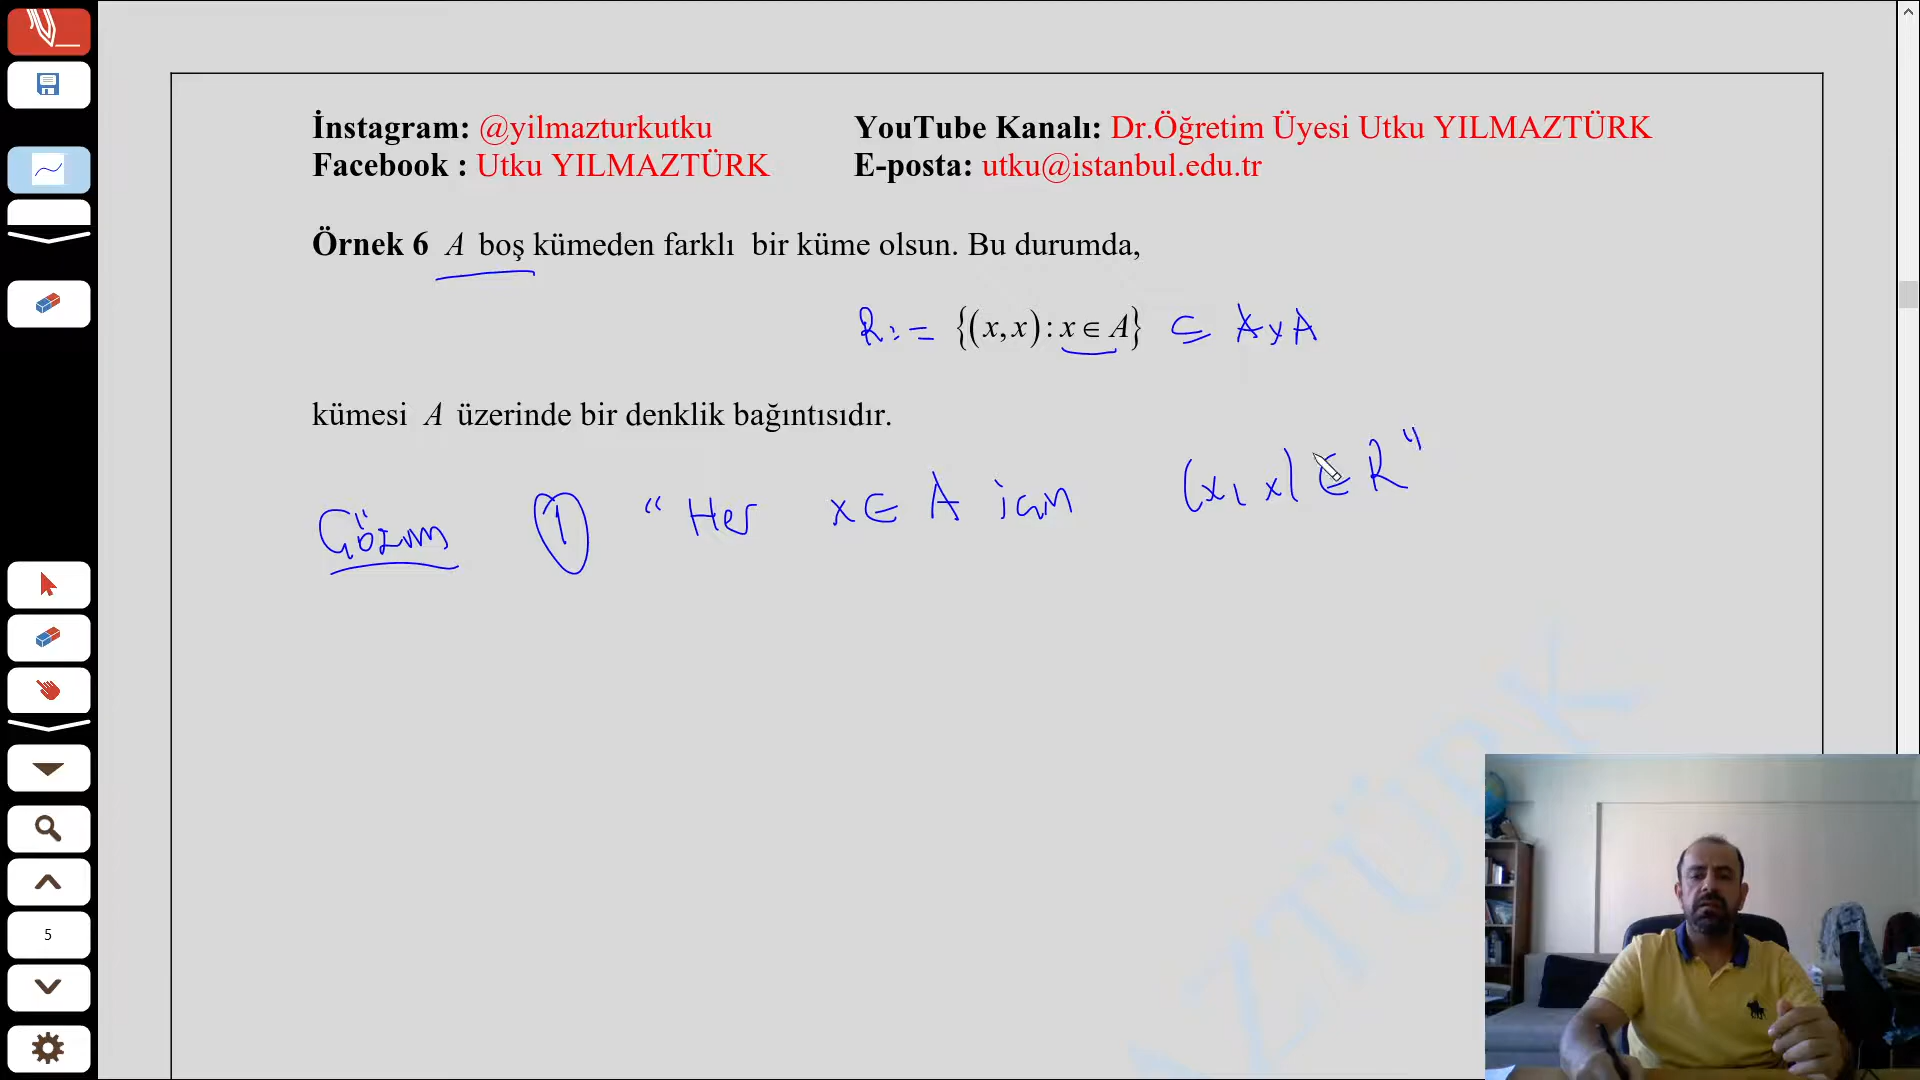 İnstagram: @yilmazturkutku YouTube Kanalı: Dr.Öğretim Üyesi Utku YILMAZTÜRK
Facebook : Utku YILMAZTÜRK E-posta: utku@istanbul.edu.tr
Örnek 6 A boş kümeden farklı bir küme olsun. Bu durumda,
R := {(x, x) : x ∈ A} ⊆ A x A
kümesi A üzerinde bir denklik bağıntısıdır.
Çözüm ① "Her x ∈ A için (x, x) ∈ R"
5
AZTÜRK